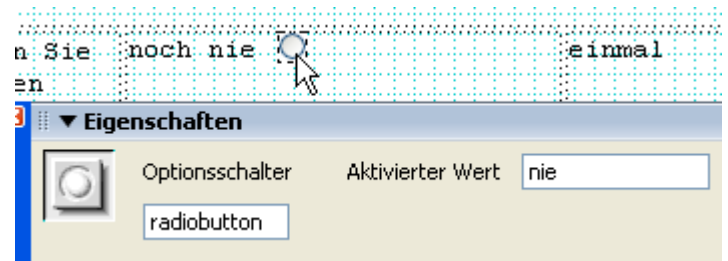 n Sie noch nie einmal
en
Eigenschaften
Optionsschalter Aktivierter Wert nie
radiobutton